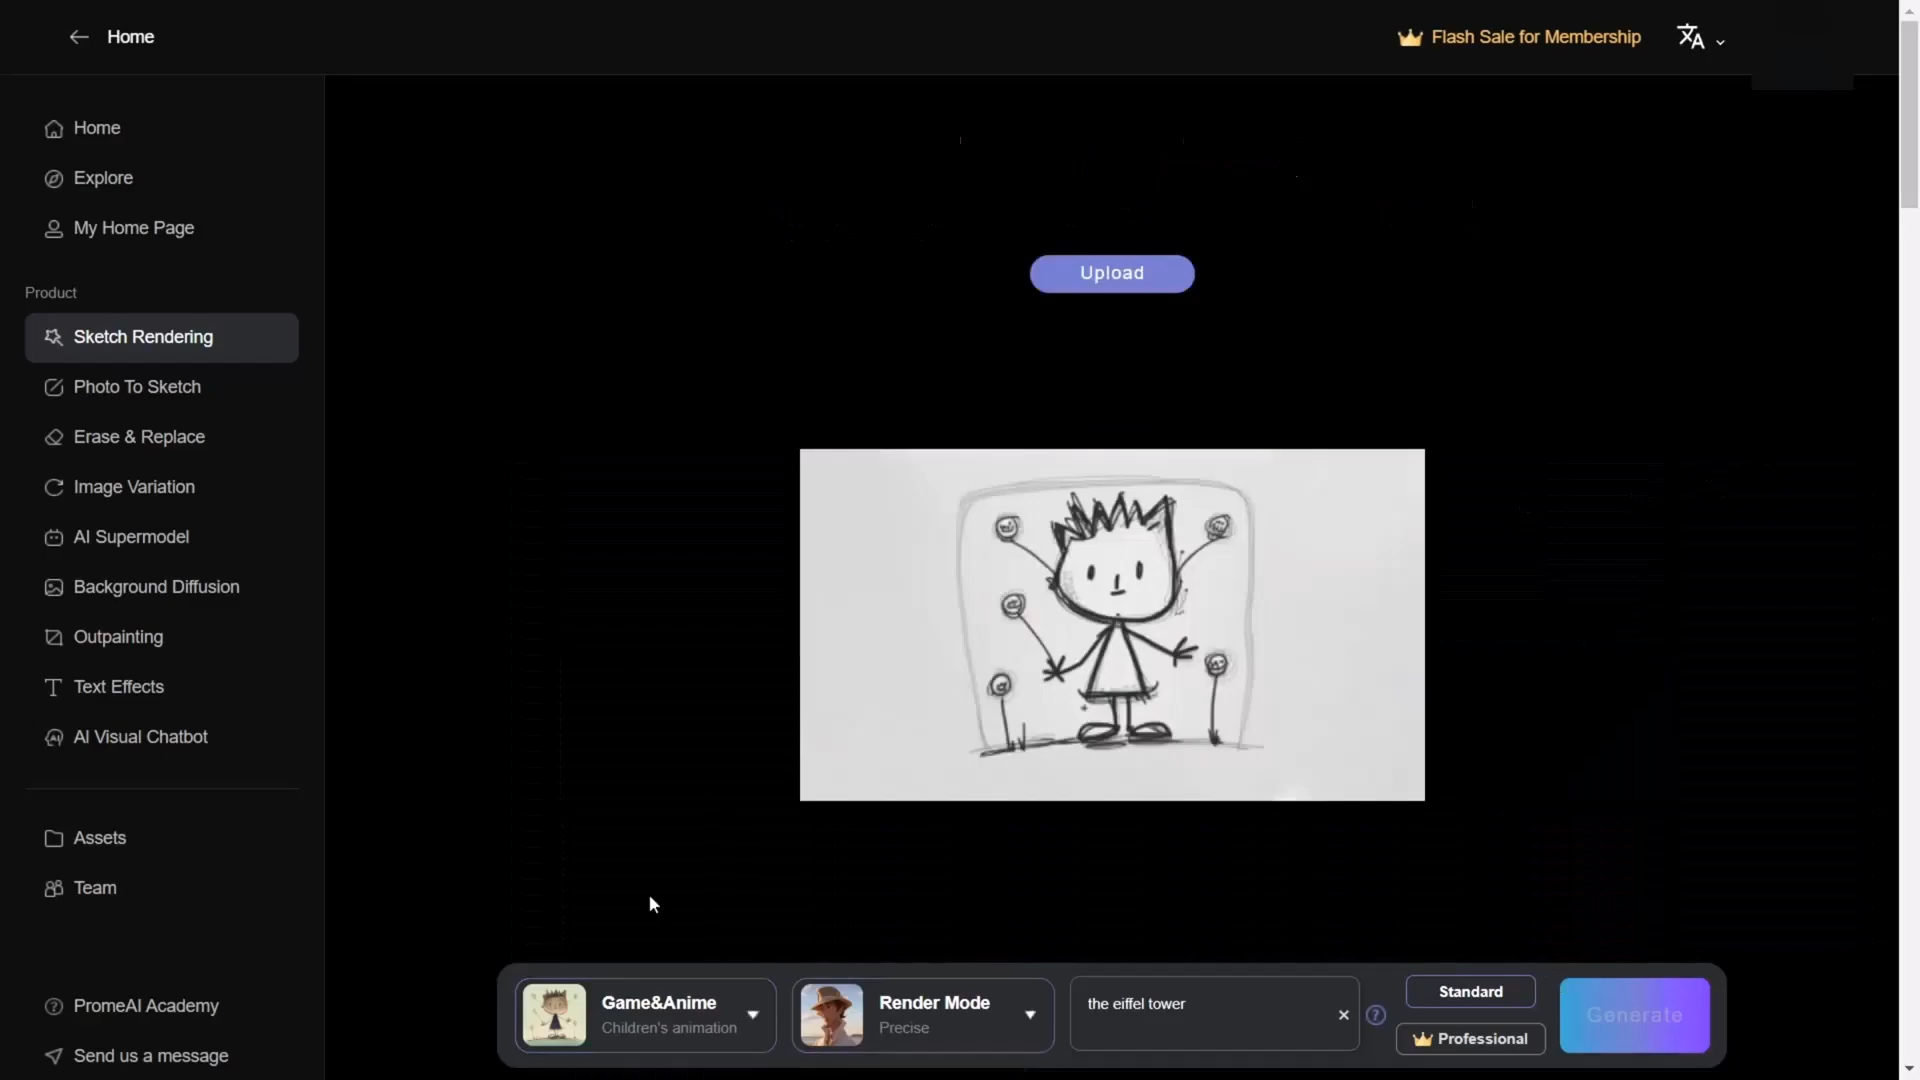 Home
Flash Sale for Membership
Home
Explore
My Home Page
Product
Sketch Rendering
Photo To Sketch
Erase & Replace
Image Variation
AI Supermodel
Background Diffusion
Outpainting
Text Effects
AI Visual Chatbot
Assets
Team
PromeAI Academy
Send us a message
Upload
Game&Anime
Children's animation
Render Mode
Precise
the eiffel tower
Standard
Professional
Generate